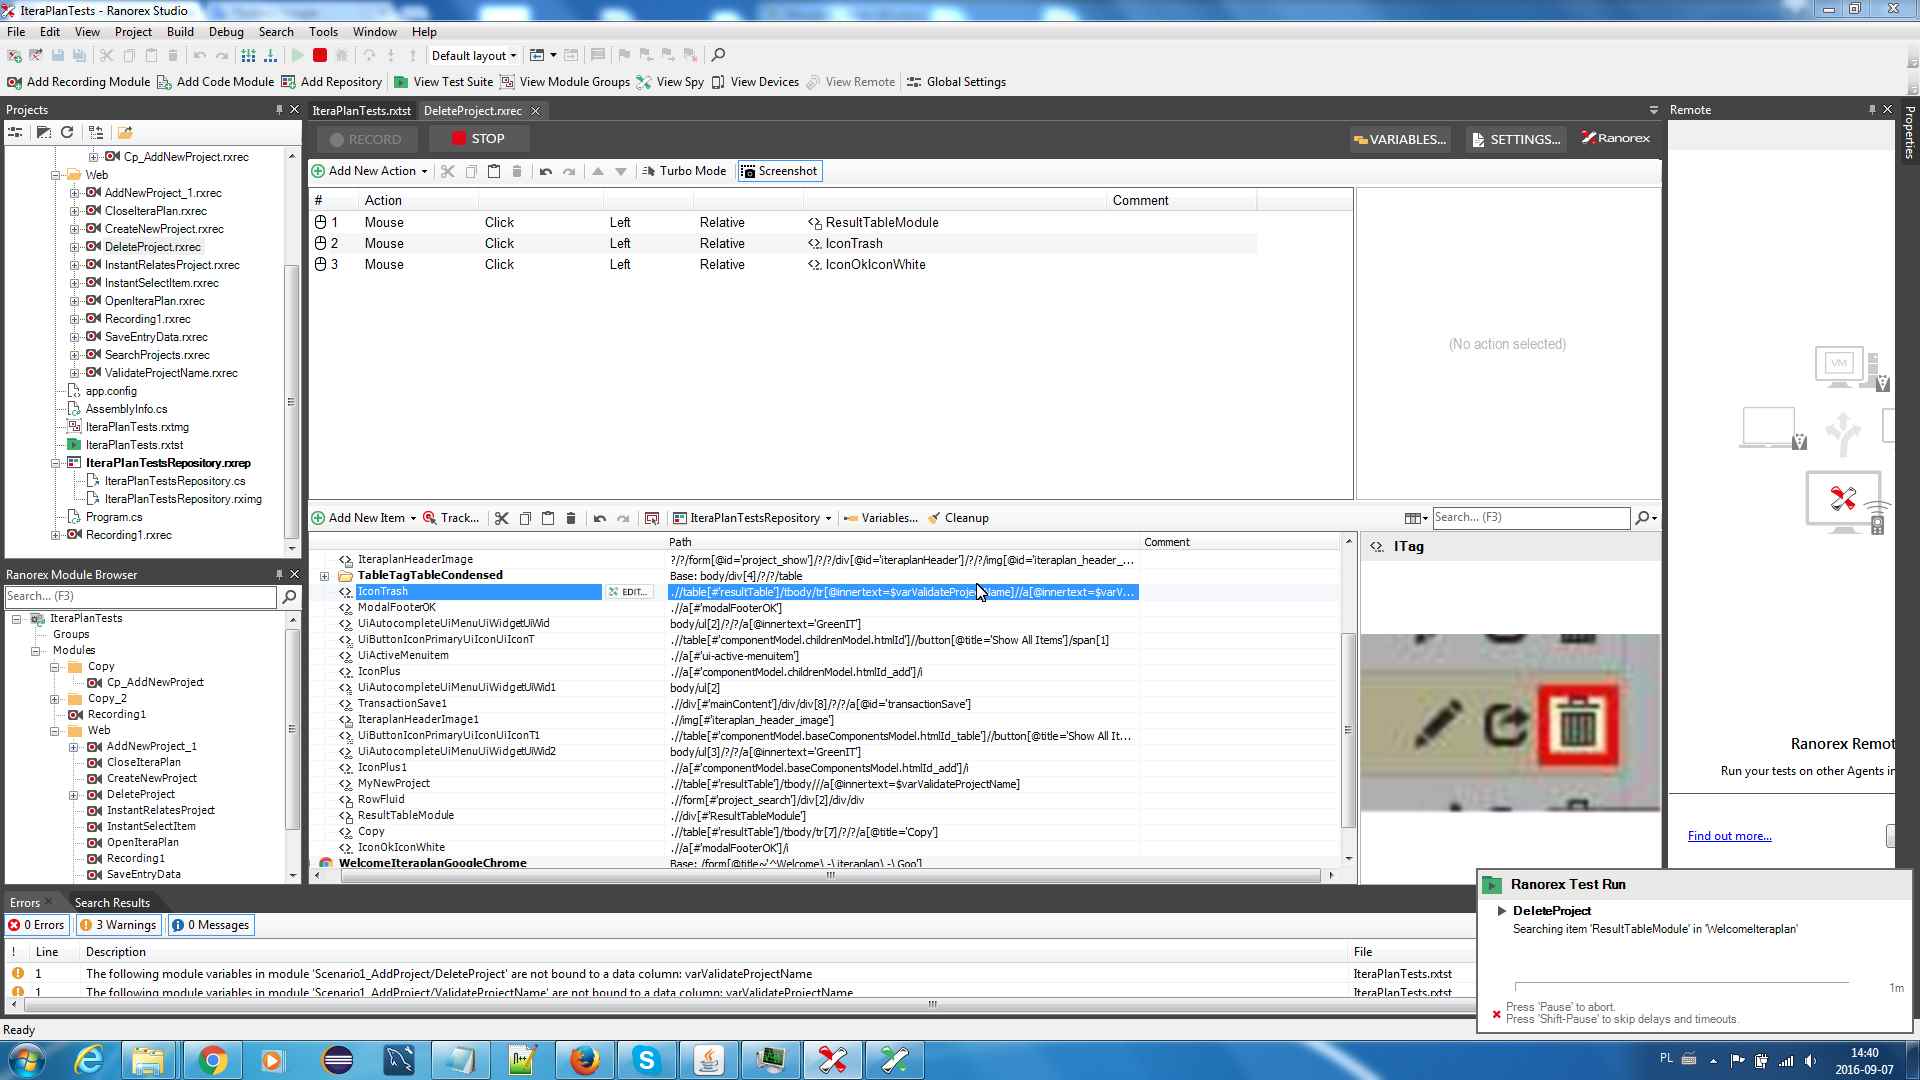 IteraPlanTests - Ranorex Studio
File Edit View Project Build Debug Search Tools Window Help
Default layout
Add Recording Module Add Code Module Add Repository View Test Suite View Module Groups View Spy View Devices View Remote Global Settings
Projects
IteraPlanTests.rxtst DeleteProject.rxrec
Remote
Properties
RECORD STOP VARIABLES... SETTINGS... Ranorex
Add New Action Turbo Mode Screenshot
# Action Comment
1 Mouse Click Left Relative ResultTableModule
2 Mouse Click Left Relative IconTrash
3 Mouse Click Left Relative IconOkIconWhite
(No action selected)
Cp_AddNewProject.rxrec
Web
AddNewProject_1.rxrec
CloseIteraPlan.rxrec
CreateNewProject.rxrec
DeleteProject.rxrec
InstantRelatesProject.rxrec
InstantSelectItem.rxrec
OpenIteraPlan.rxrec
Recording1.rxrec
SaveEntryData.rxrec
SearchProjects.rxrec
ValidateProjectName.rxrec
app.config
AssemblyInfo.cs
IteraPlanTests.rxtmg
IteraPlanTests.rxtst
IteraPlanTestsRepository.rxrep
IteraPlanTestsRepository.cs
IteraPlanTestsRepository.rximg
Program.cs
Recording1.rxrec
Ranorex Module Browser
Search... (F3)
IteraPlanTests
Groups
Modules
Copy
Cp_AddNewProject
Copy_2
Recording1
Web
AddNewProject_1
CloseIteraPlan
CreateNewProject
DeleteProject
InstantRelatesProject
InstantSelectItem
OpenIteraPlan
Recording1
SaveEntryData
Add New Item Track... IteraPlanTestsRepository Variables... Cleanup Search... (F3)
Path Comment
IteraplanHeaderImage ?/?/form[@id='project_show']/?/?/div[@id='iteraplanHeader']/?/?/img[@id='iteraplan_header_...
TableTagTableCondensed Base: body/div[4]/?/?/table
IconTrash EDIT... .//table[#'resultTable']/tbody/tr[@innertext=$varValidateProjectName]//a[@innertext=$varV...
ModalFooterOK .//a[#'modalFooterOK']
UiAutocompleteUiMenuUiWidgetUiWid body/ul[2]/?/?/a[@innertext='GreenIT']
UiButtonIconPrimaryUiIconUiIconT .//table[#'componentModel.childrenModel.htmlId']//button[@title='Show All Items']/span[1]
UiActiveMenuitem .//a[#'ui-active-menuitem']
IconPlus .//a[#'componentModel.childrenModel.htmlId_add']/i
UiAutocompleteUiMenuUiWidgetUiWid1 body/ul[2]
TransactionSave1 .//div[#'mainContent']/div/div[8]/?/?/a[@id='transactionSave']
IteraplanHeaderImage1 .//img[#'iteraplan_header_image']
UiButtonIconPrimaryUiIconUiIconT1 .//table[#'componentModel.baseComponentsModel.htmlId_table']//button[@title='Show All It...
UiAutocompleteUiMenuUiWidgetUiWid2 body/ul[3]/?/?/a[@innertext='GreenIT']
IconPlus1 .//a[#'componentModel.baseComponentsModel.htmlId_add']/i
MyNewProject .//table[#'resultTable']/tbody///a[@innertext=$varValidateProjectName]
RowFluid .//form[#'project_search']/div[2]/div/div
ResultTableModule .//div[#'ResultTableModule']
Copy .//table[#'resultTable']/tbody/tr[7]/?/?/a[@title='Copy']
IconOkIconWhite .//a[#'modalFooterOK']/i
WelcomeIteraplanGoogleChrome Base: /form[@title~'^Welcome\ -\ iteraplan\ -\ Goo']
ITag
VM
Ranorex Remot
Run your tests on other Agents in
Find out more...
Errors Search Results
0 Errors 3 Warnings 0 Messages
! Line Description File
1 The following module variables in module 'Scenario1_AddProject/DeleteProject' are not bound to a data column: varValidateProjectName IteraPlanTests.rxtst
1 The following module variables in module 'Scenario1_AddProject/ValidateProjectName' are not bound to a data column: varValidateProjectName IteraPlanTests.rxtst
Ranorex Test Run
DeleteProject
Searching item 'ResultTableModule' in 'WelcomeIteraplan'
1m
Press 'Pause' to abort.
Press 'Shift-Pause' to skip delays and timeouts.
Ready
PL
14:40
2016-09-07